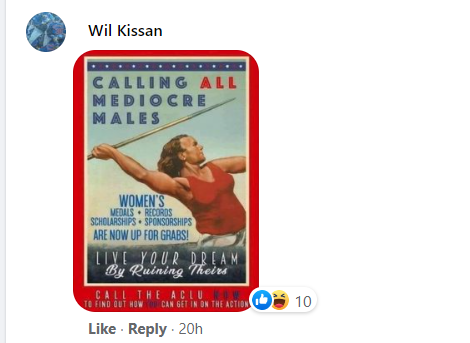 Wil Kissan
CALLING ALL
MEDIOCRE
MALES
WOMEN'S
MEDALS • RECORDS
SCHOLARSHIPS • SPONSORSHIPS
ARE NOW UP FOR GRABS!
LIVE YOUR DREAM
By Ruining Theirs
CALL THE ACLU NOW
TO FIND OUT HOW YOU CAN GET IN ON THE ACTION
10
Like · Reply · 20h